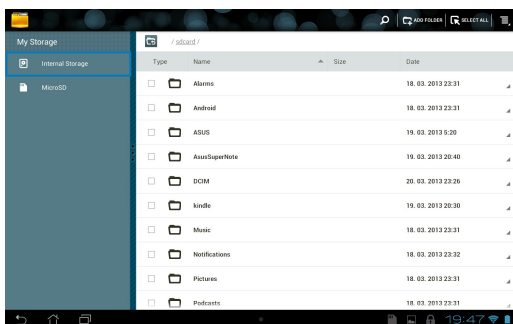 ADD FOLDER SELECT ALL
My Storage
/ sdcard /
Internal Storage
Type Name Size Date
MicroSD
Alarms 18. 03. 2013 23:31
Android 18. 03. 2013 23:31
ASUS 19. 03. 2013 5:20
AsusSuperNote 19. 03. 2013 20:40
DCIM 20. 03. 2013 23:26
kindle 19. 03. 2013 20:30
Music 18. 03. 2013 23:31
Notifications 18. 03. 2013 23:32
Pictures 18. 03. 2013 23:31
Podcasts 18. 03. 2013 23:31
19:47